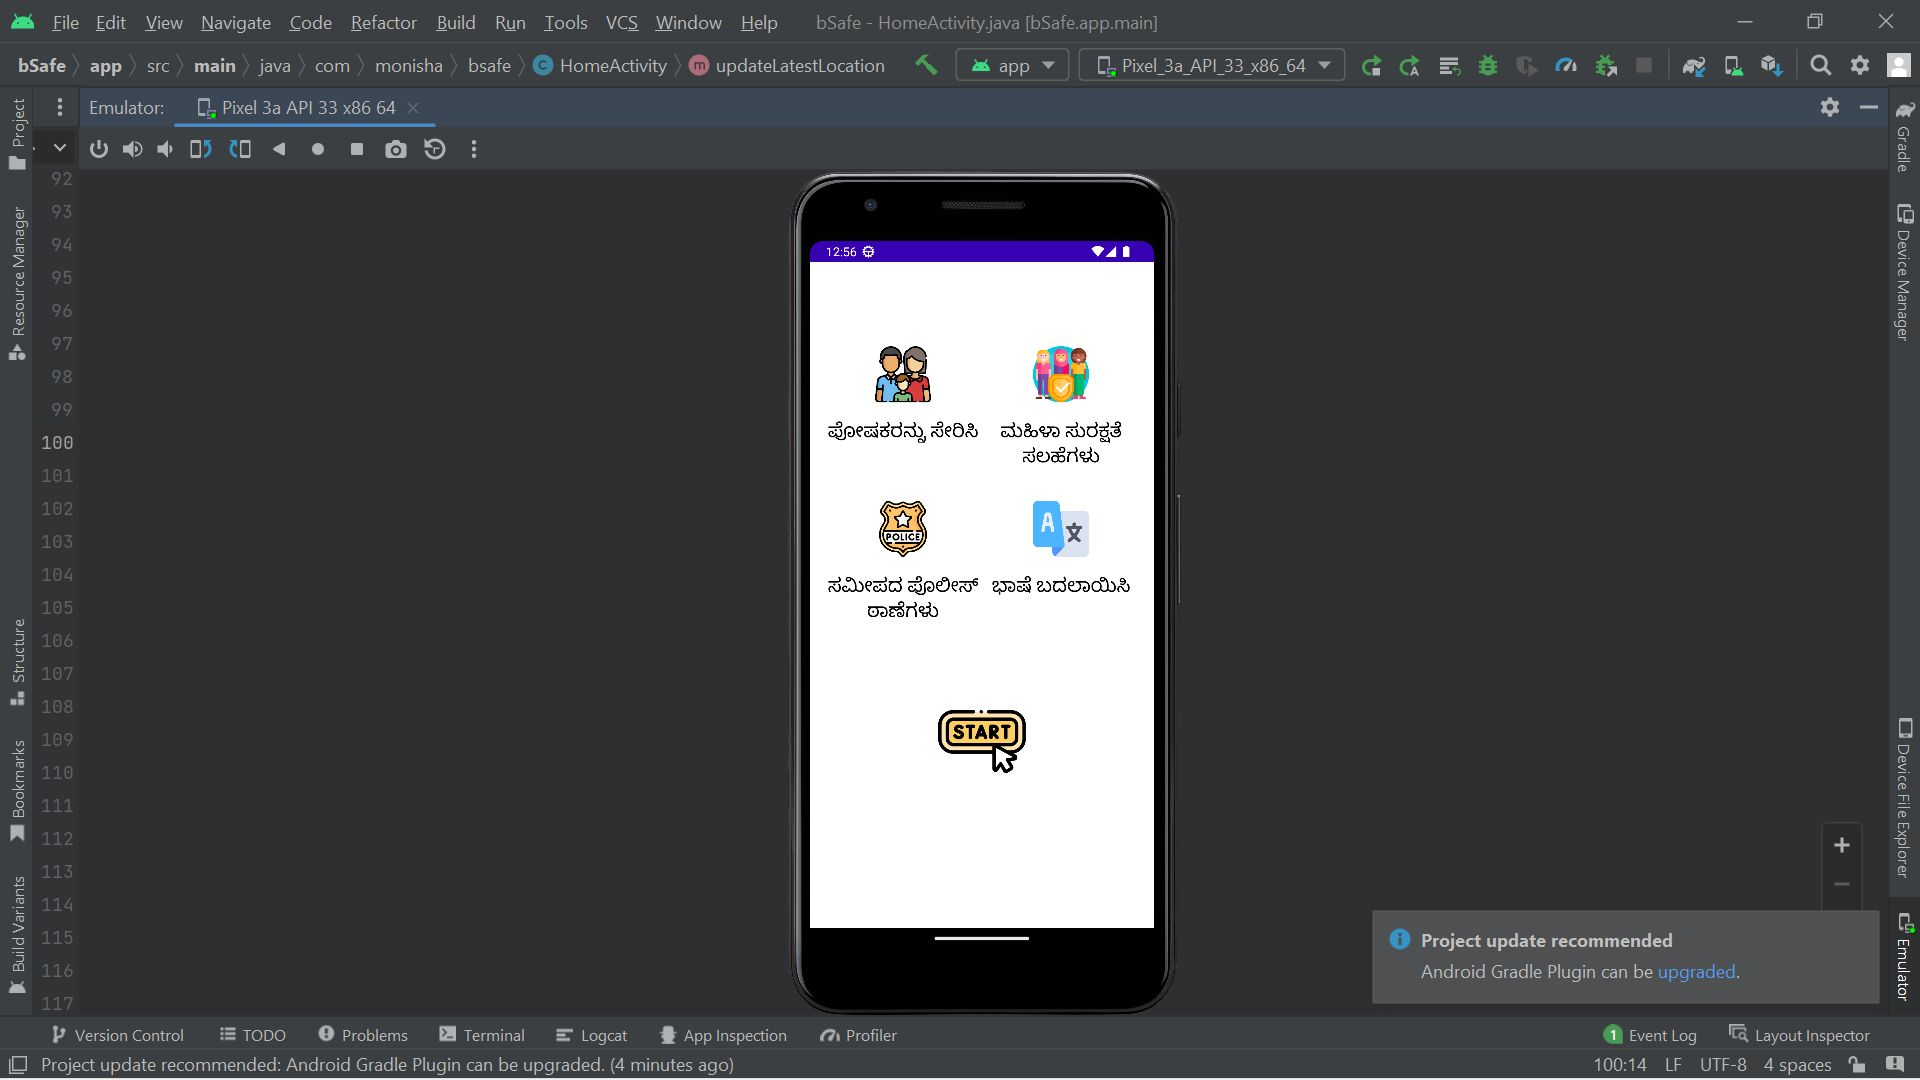 File Edit View Navigate Code Refactor Build Run Tools VCS Window Help bSafe - HomeActivity.java [bSafe.app.main]
bSafe app src main java com monisha bsafe C HomeActivity m updateLatestLocation app Pixel_3a_API_33_x86_64
Emulator: Pixel 3a API 33 x86 64
Project
Resource Manager
Structure
Bookmarks
Build Variants
92
93
94
95
96
97
98
99
100
101
102
103
104
105
106
107
108
109
110
111
112
113
114
115
116
117
12:56
ಪೋಷಕರನ್ನು ಸೇರಿಸಿ
ಮಹಿಳಾ ಸುರಕ್ಷತೆ
ಸಲಹೆಗಳು
POLICE
A
ಸಮೀಪದ ಪೊಲೀಸ್
ಠಾಣೆಗಳು
ಭಾಷೆ ಬದಲಾಯಿಸಿ
START
Gradle
Device Manager
Device File Explorer
Emulator
Project update recommended
Android Gradle Plugin can be upgraded.
Version Control TODO Problems Terminal Logcat App Inspection Profiler 1 Event Log Layout Inspector
Project update recommended: Android Gradle Plugin can be upgraded. (4 minutes ago) 100:14 LF UTF-8 4 spaces